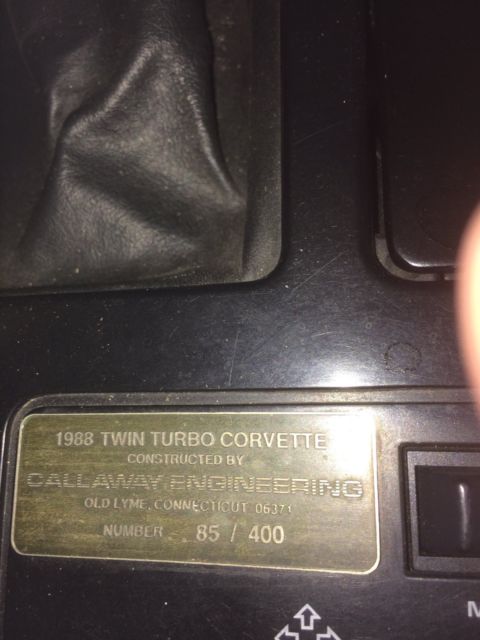 1988 TWIN TURBO CORVETTE
CONSTRUCTED BY
CALLAWAY ENGINEERING
OLD LYME, CONNECTICUT 06371
NUMBER 85 / 400
M